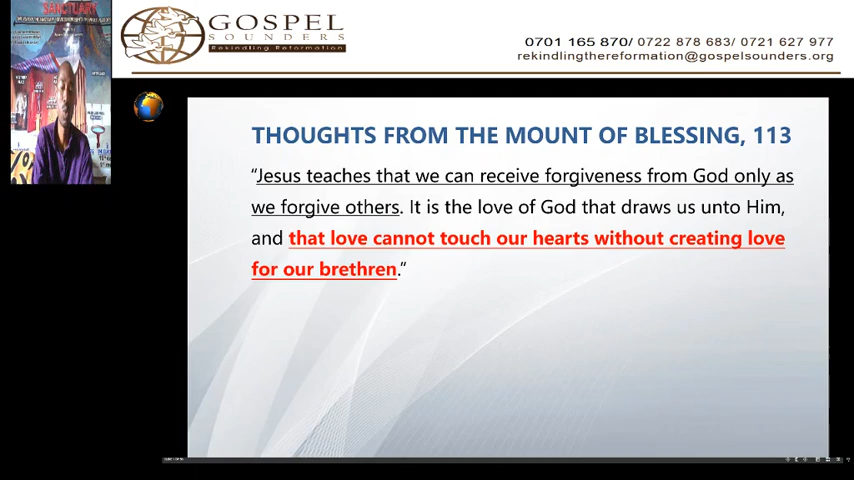 SANCTUARY
GOSPEL
SOUNDERS
Rekindling Reformation
0701 165 870/ 0722 878 683/ 0721 627 977
rekindlingthereformation@gospelsounders.org
THOUGHTS FROM THE MOUNT OF BLESSING, 113
“Jesus teaches that we can receive forgiveness from God only as
we forgive others. It is the love of God that draws us unto Him,
and that love cannot touch our hearts without creating love
for our brethren.”